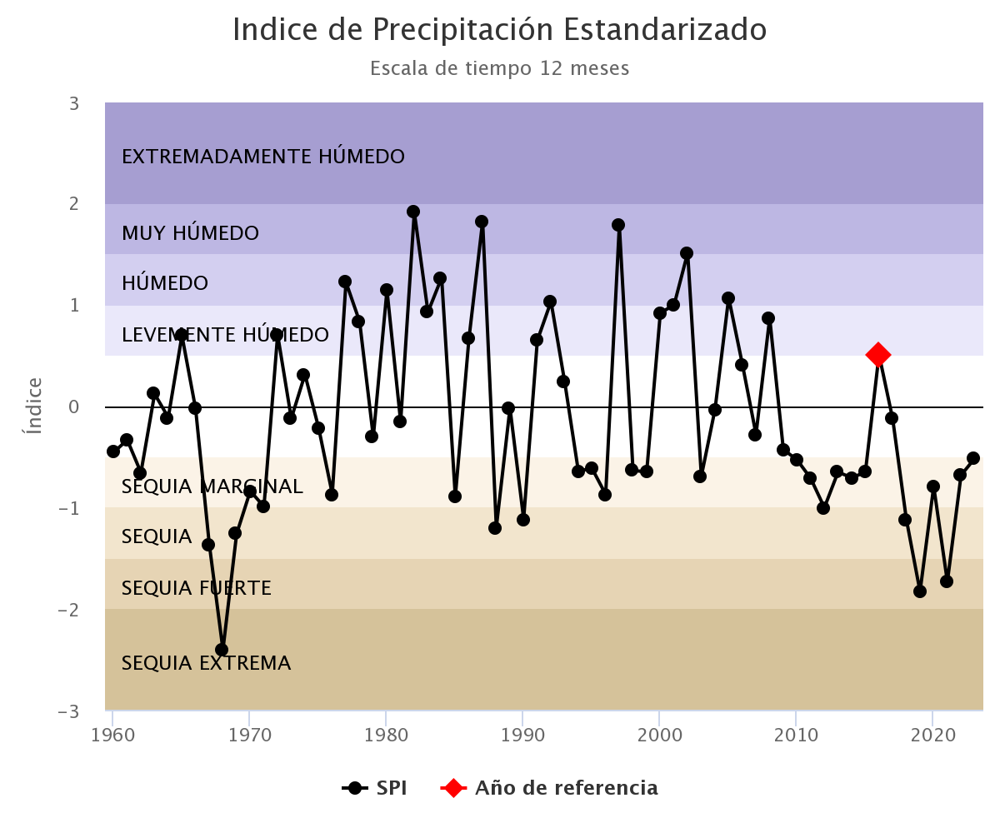 Indice de Precipitación Estandarizado
Escala de tiempo 12 meses
3
EXTREMADAMENTE HÚMEDO
2
MUY HÚMEDO
HÚMEDO
1
LEVEMENTE HÚMEDO
Índice
0
SEQUIA MARGINAL
−1
SEQUIA
SEQUIA FUERTE
−2
SEQUIA EXTREMA
−3
1960 1970 1980 1990 2000 2010 2020
SPI Año de referencia